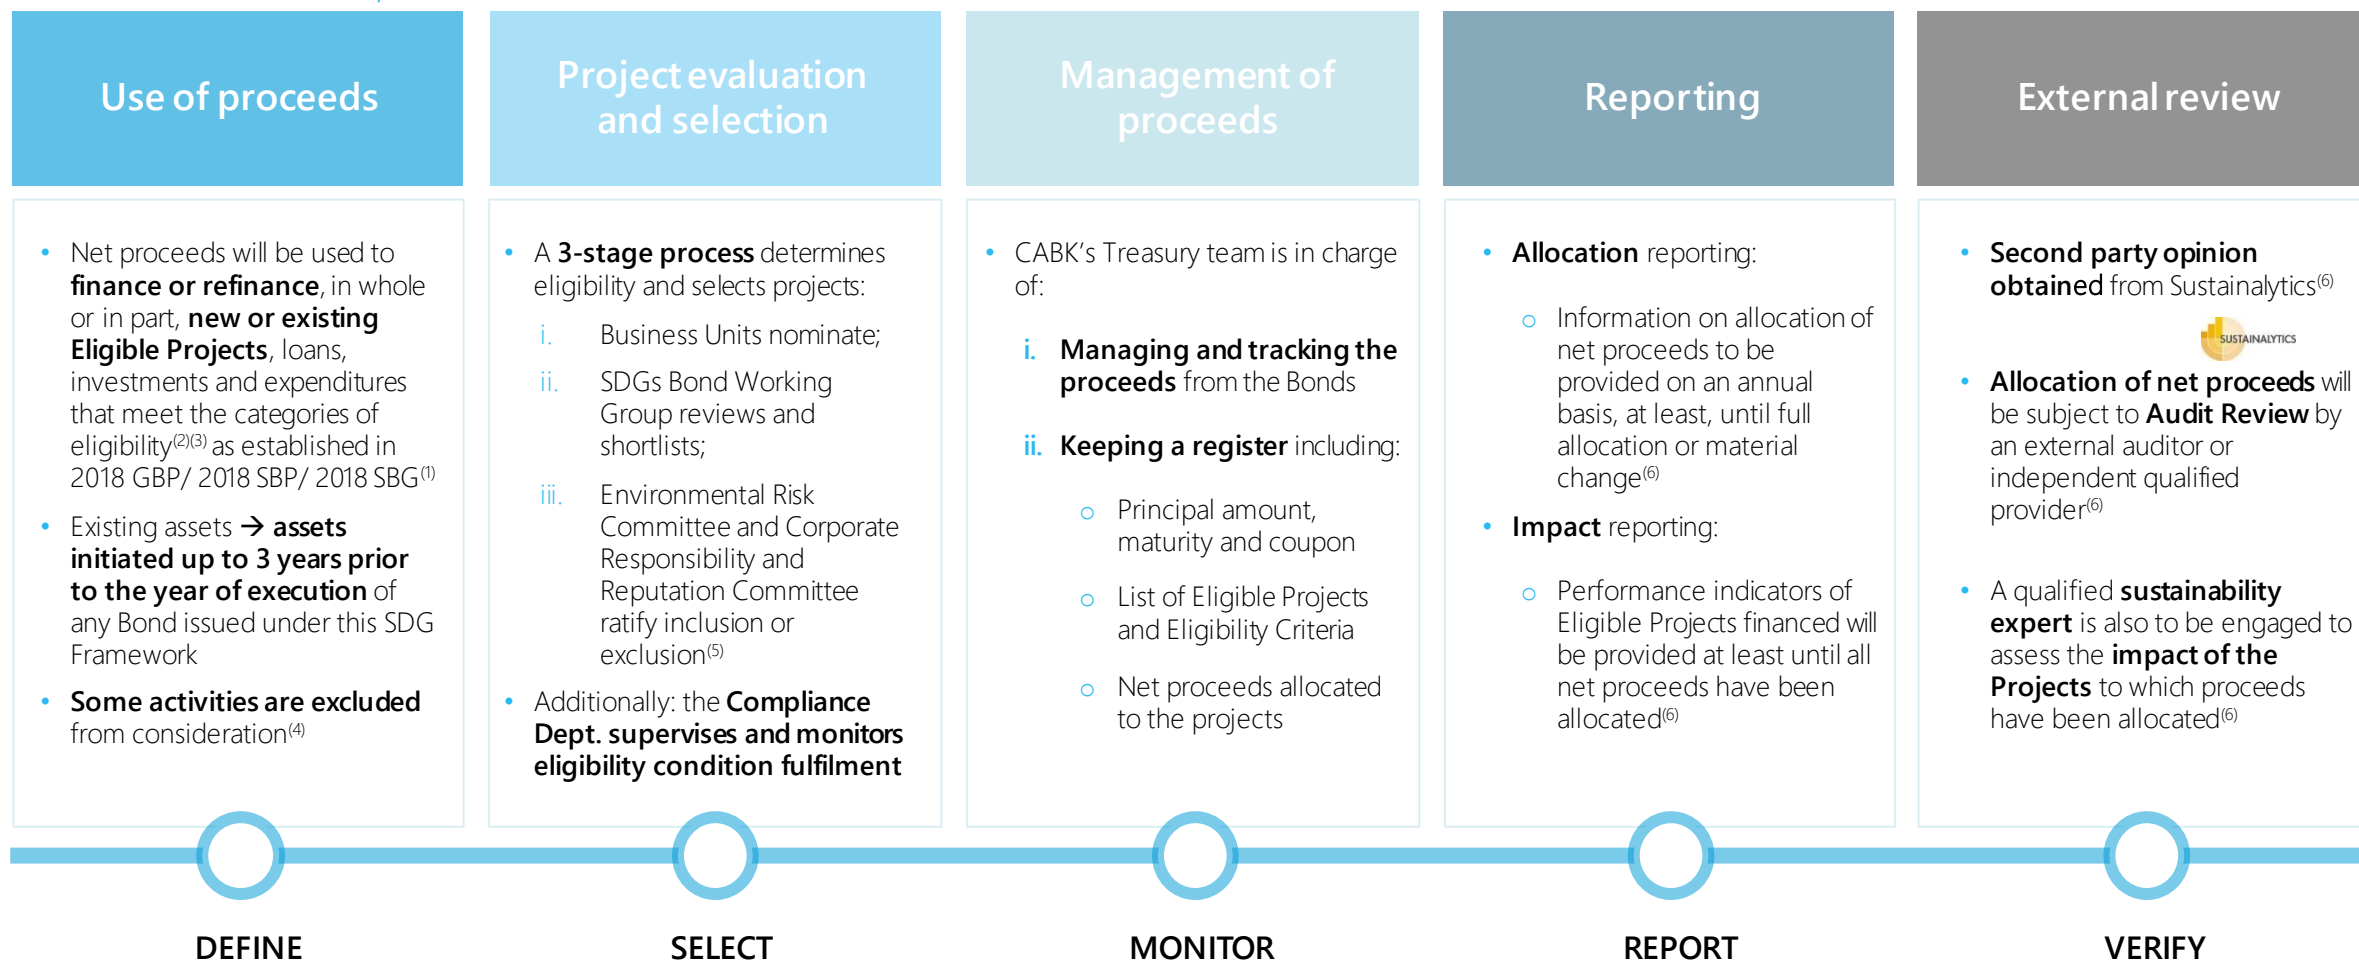 Use of proceeds
Project evaluation
and selection
Management of
proceeds
Reporting
External review
• Net proceeds will be used to
finance or refinance, in whole
or in part, new or existing
Eligible Projects, loans,
investments and expenditures
that meet the categories of
eligibility(2)(3) as established in
2018 GBP/ 2018 SBP/ 2018 SBG(1)
• Existing assets → assets
initiated up to 3 years prior
to the year of execution of
any Bond issued under this SDG
Framework
• Some activities are excluded
from consideration(4)
• A 3-stage process determines
eligibility and selects projects:
i. Business Units nominate;
ii. SDGs Bond Working
Group reviews and
shortlists;
iii. Environmental Risk
Committee and Corporate
Responsibility and
Reputation Committee
ratify inclusion or
exclusion(5)
• Additionally: the Compliance
Dept. supervises and monitors
eligibility condition fulfilment
• CABK's Treasury team is in charge
of:
i. Managing and tracking the
proceeds from the Bonds
ii. Keeping a register including:
o Principal amount,
maturity and coupon
o List of Eligible Projects
and Eligibility Criteria
o Net proceeds allocated
to the projects
• Allocation reporting:
o Information on allocation of
net proceeds to be
provided on an annual
basis, at least, until full
allocation or material
change(6)
• Impact reporting:
o Performance indicators of
Eligible Projects financed will
be provided at least until all
net proceeds have been
allocated(6)
• Second party opinion
obtained from Sustainalytics(6)
SUSTAINALYTICS
• Allocation of net proceeds will
be subject to Audit Review by
an external auditor or
independent qualified
provider(6)
• A qualified sustainability
expert is also to be engaged to
assess the impact of the
Projects to which proceeds
have been allocated(6)
DEFINE
SELECT
MONITOR
REPORT
VERIFY